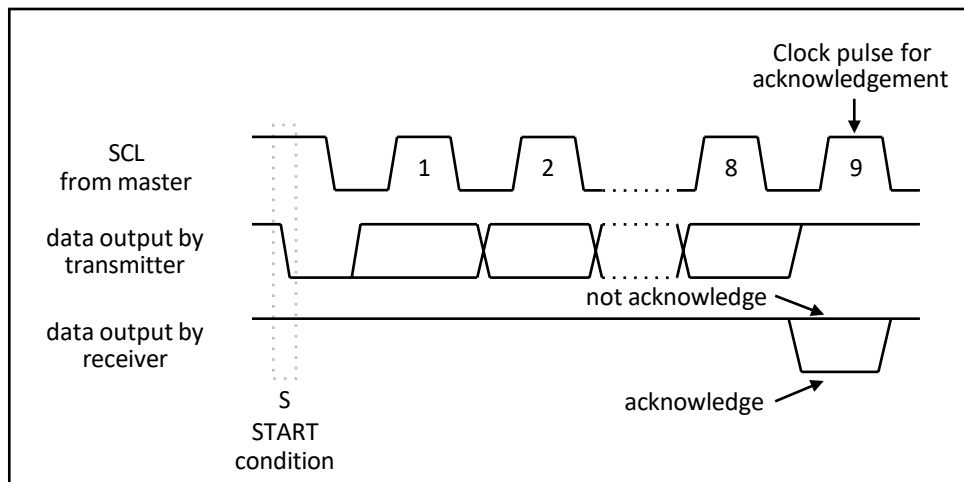 Clock pulse for
acknowledgement
SCL
from master
1
2
8
9
data output by
transmitter
not acknowledge
data output by
receiver
acknowledge
S
START
condition